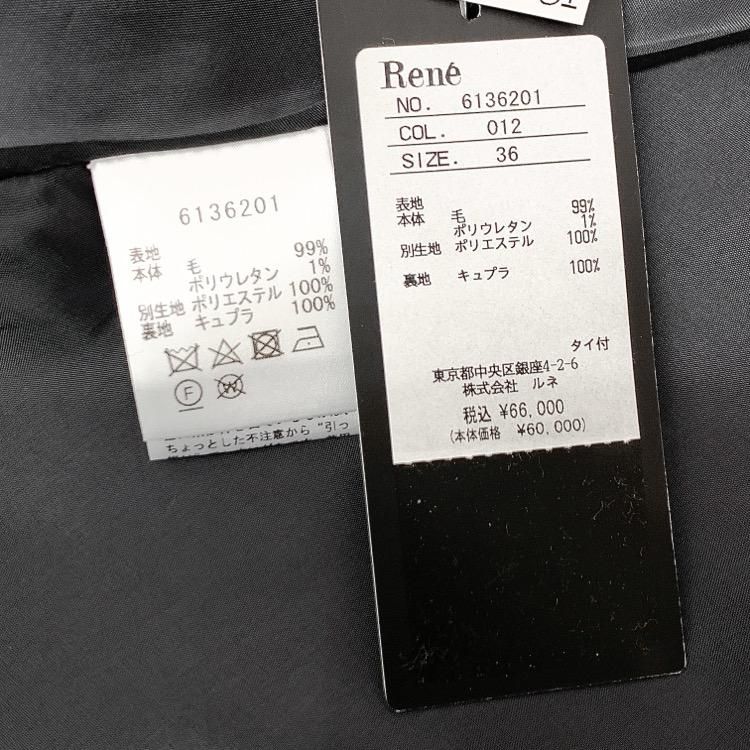 6136201
表地
本体 毛 99%
ポリウレタン 1%
別生地 ポリエステル 100%
裏地 キュプラ 100%
F
W
ちょっとした不注意から“引っ
René
NO. 6136201
COL. 012
SIZE. 36
表地
本体 毛 99%
ポリウレタン 1%
別生地 ポリエステル 100%
裏地 キュプラ 100%
タイ付
東京都中央区銀座4-2-6
株式会社 ルネ
税込 ¥66,000
(本体価格 ¥60,000)